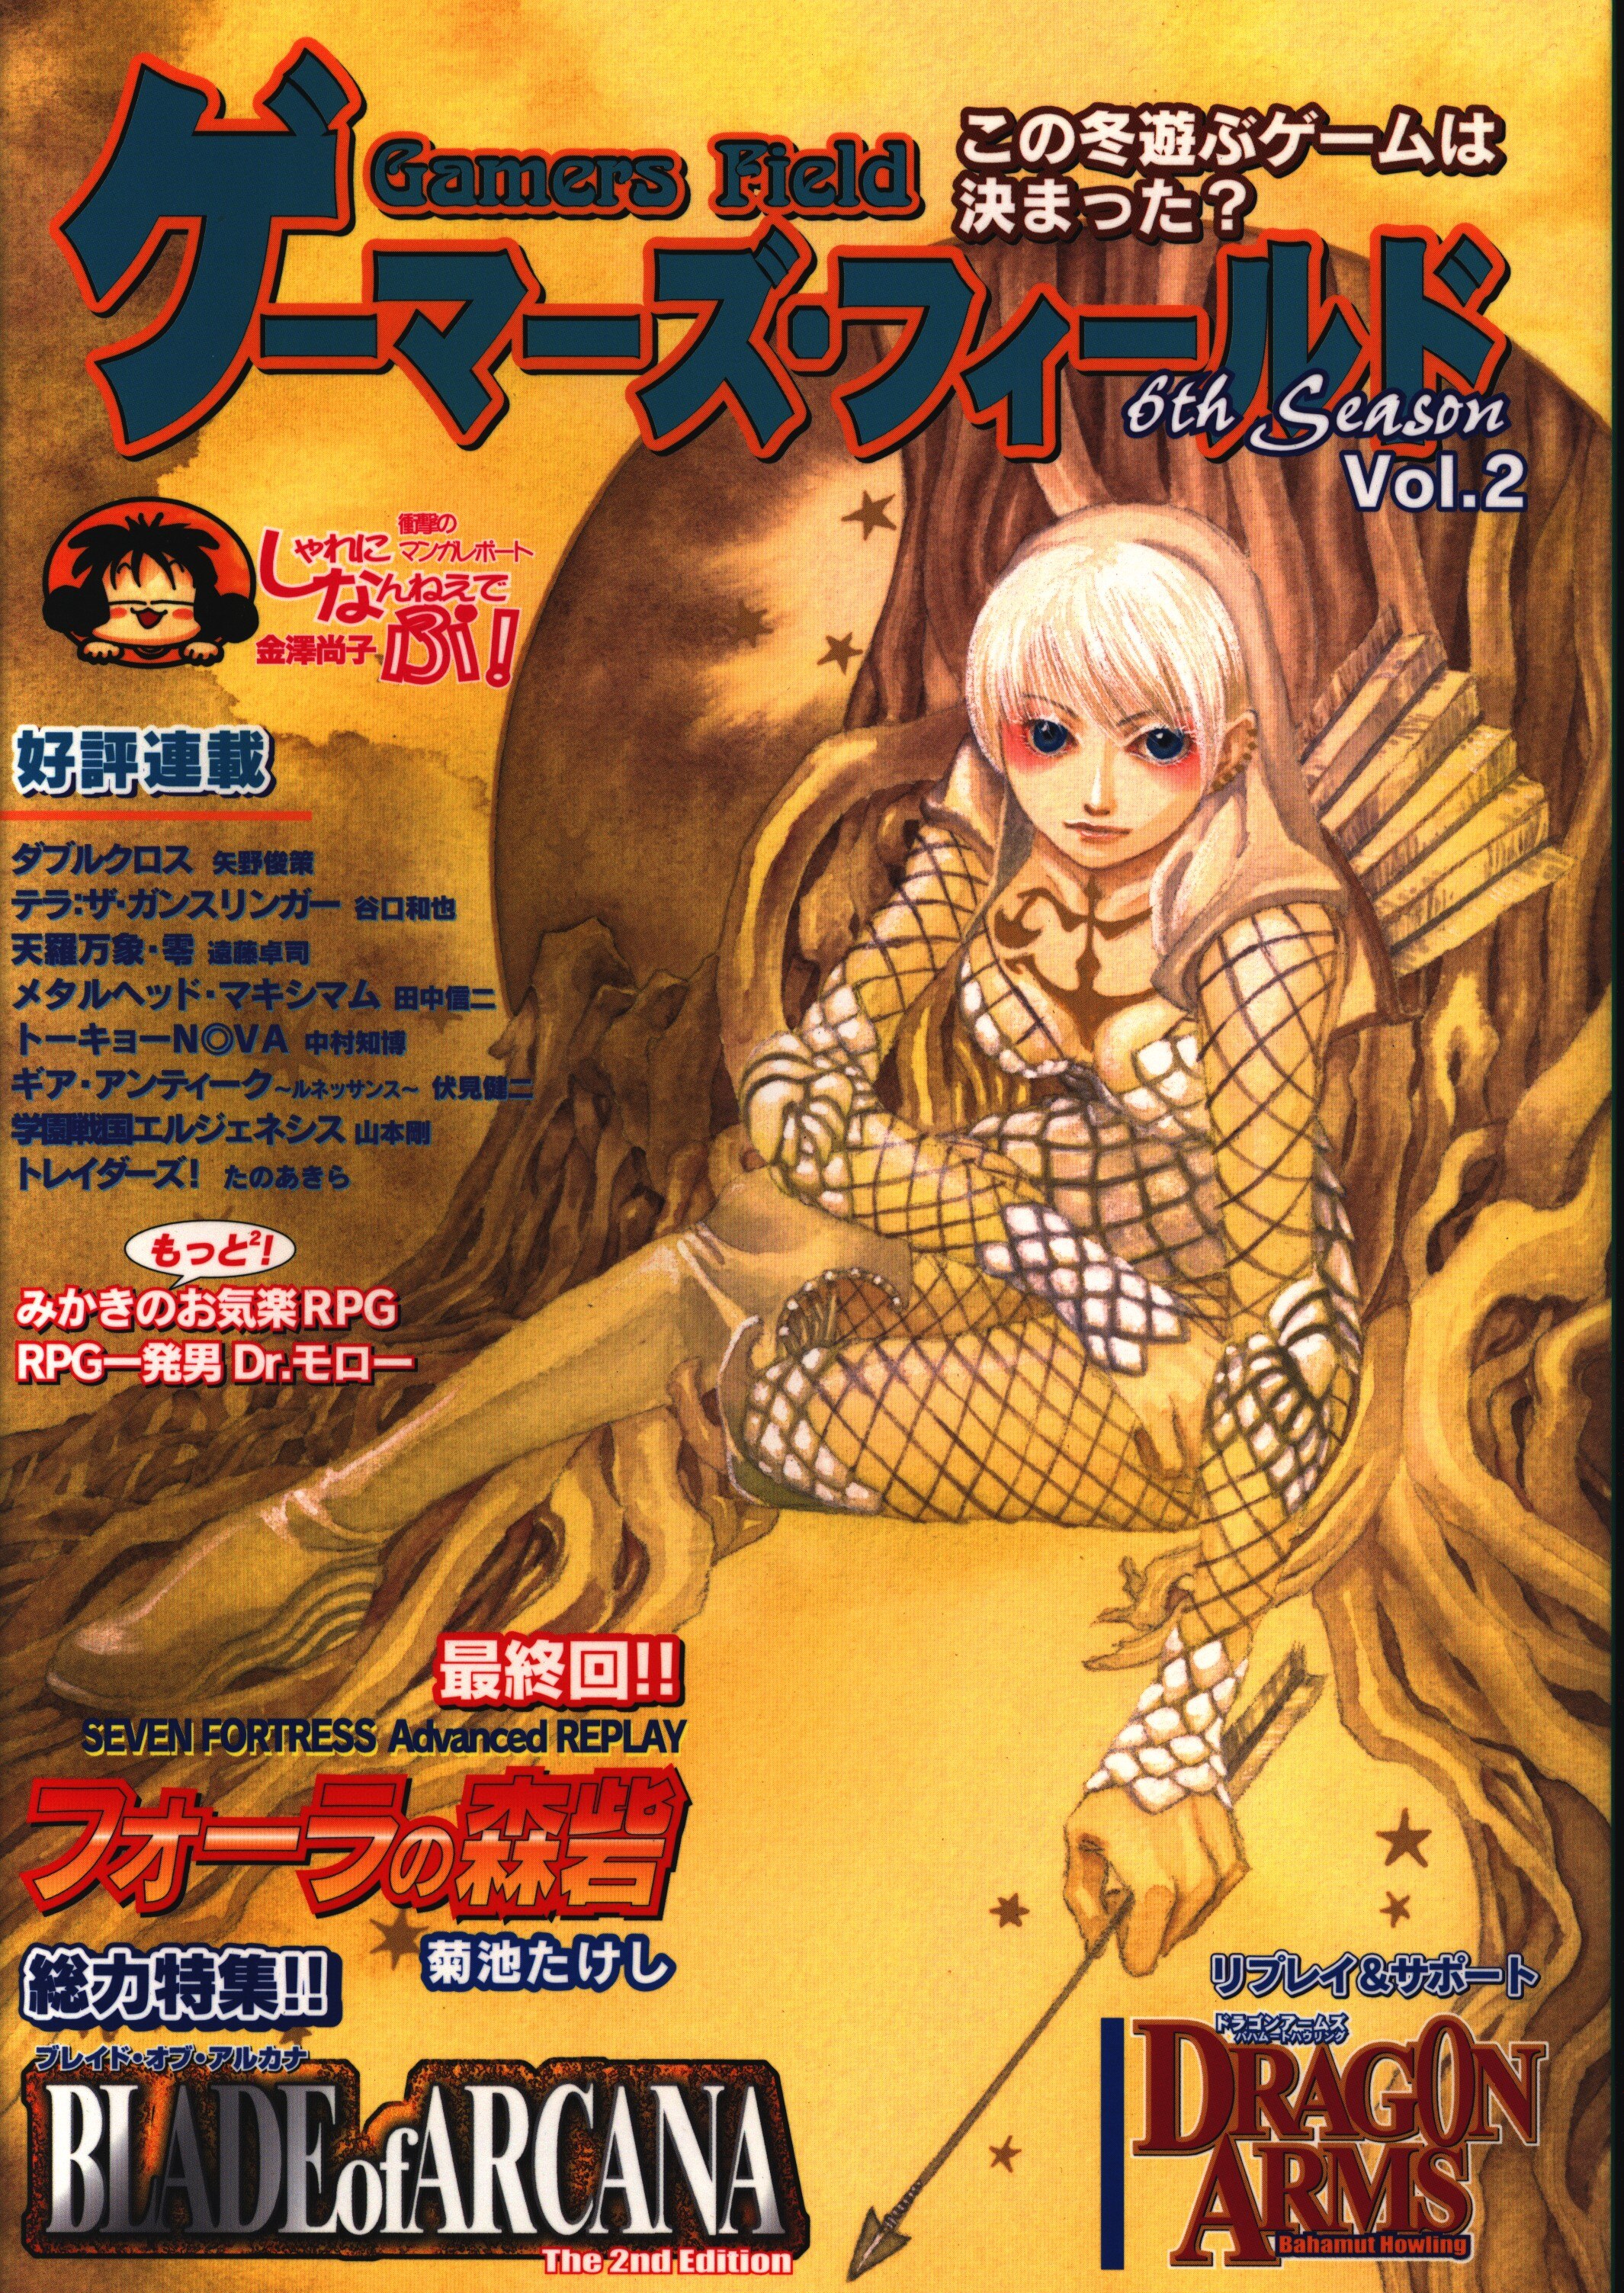 この冬遊ぶゲームは
決まった？
Gamers Field
ゲーマーズ・フィールド
6th Season
Vol.2
衝撃の
マンガレポート
しゃれに
なんねえで
ぶ!
金澤尚子
好評連載
ダブルクロス 矢野俊策
テラ:ザ・ガンスリンガー 谷口和也
天羅万象・零 遠藤卓司
メタルヘッド・マキシマム 田中信二
トーキョーN◎VA 中村知博
ギア・アンティーク〜ルネッサンス〜 伏見健二
学園戦国エルジェネシス 山本剛
トレイダーズ! たのあきら
もっと²!
みかきのお気楽RPG
RPG一発男 Dr.モロー
最終回!!
SEVEN FORTRESS Advanced REPLAY
フォーラの森砦
菊池たけし
総力特集!!
ブレイド・オブ・アルカナ
BLADE of ARCANA
The 2nd Edition
リプレイ&サポート
ドラゴンアームズ
バハムートハウリング
DRAGON
ARMS
Bahamut Howling